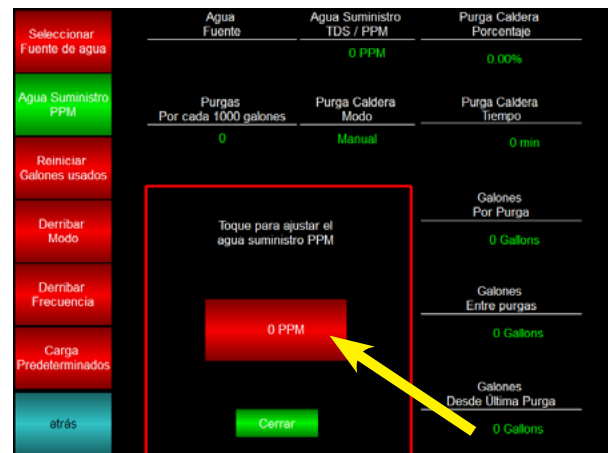 Seleccionar
Fuente de agua
Agua Suministro
PPM
Reiniciar
Galones usados
Derribar
Modo
Derribar
Frecuencia
Carga
Predeterminados
atrás
Agua
Fuente
Agua Suministro
TDS / PPM
0 PPM
Purga Caldera
Porcentaje
0.00%
Purgas
Por cada 1000 galones
0
Purga Caldera
Modo
Manual
Purga Caldera
Tiempo
0 min
Toque para ajustar el
agua suministro PPM
0 PPM
Cerrar
Galones
Por Purga
0 Gallons
Galones
Entre purgas
0 Gallons
Galones
Desde Última Purga
0 Gallons